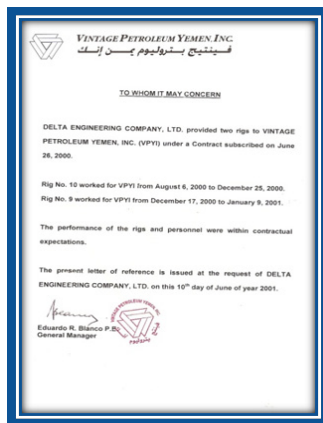 VINTAGE PETROLEUM YEMEN, INC.
فينتيج بتروليوم يمن إنك
TO WHOM IT MAY CONCERN
DELTA ENGINEERING COMPANY, LTD. provided two rigs to VINTAGE
PETROLEUM YEMEN, INC. (VPYI) under a Contract subscribed on June
26, 2000.
Rig No. 10 worked for VPYI from August 6, 2000 to December 25, 2000.
Rig No. 9 worked for VPYI from December 17, 2000 to January 9, 2001.
The performance of the rigs and personnel were within contractual
expectations.
The present letter of reference is issued at the request of DELTA
ENGINEERING COMPANY, LTD. on this 10th day of June of year 2001.
Eduardo R. Blanco P.B.
General Manager
VINTAGE PETROLEUM YEMEN, INC.